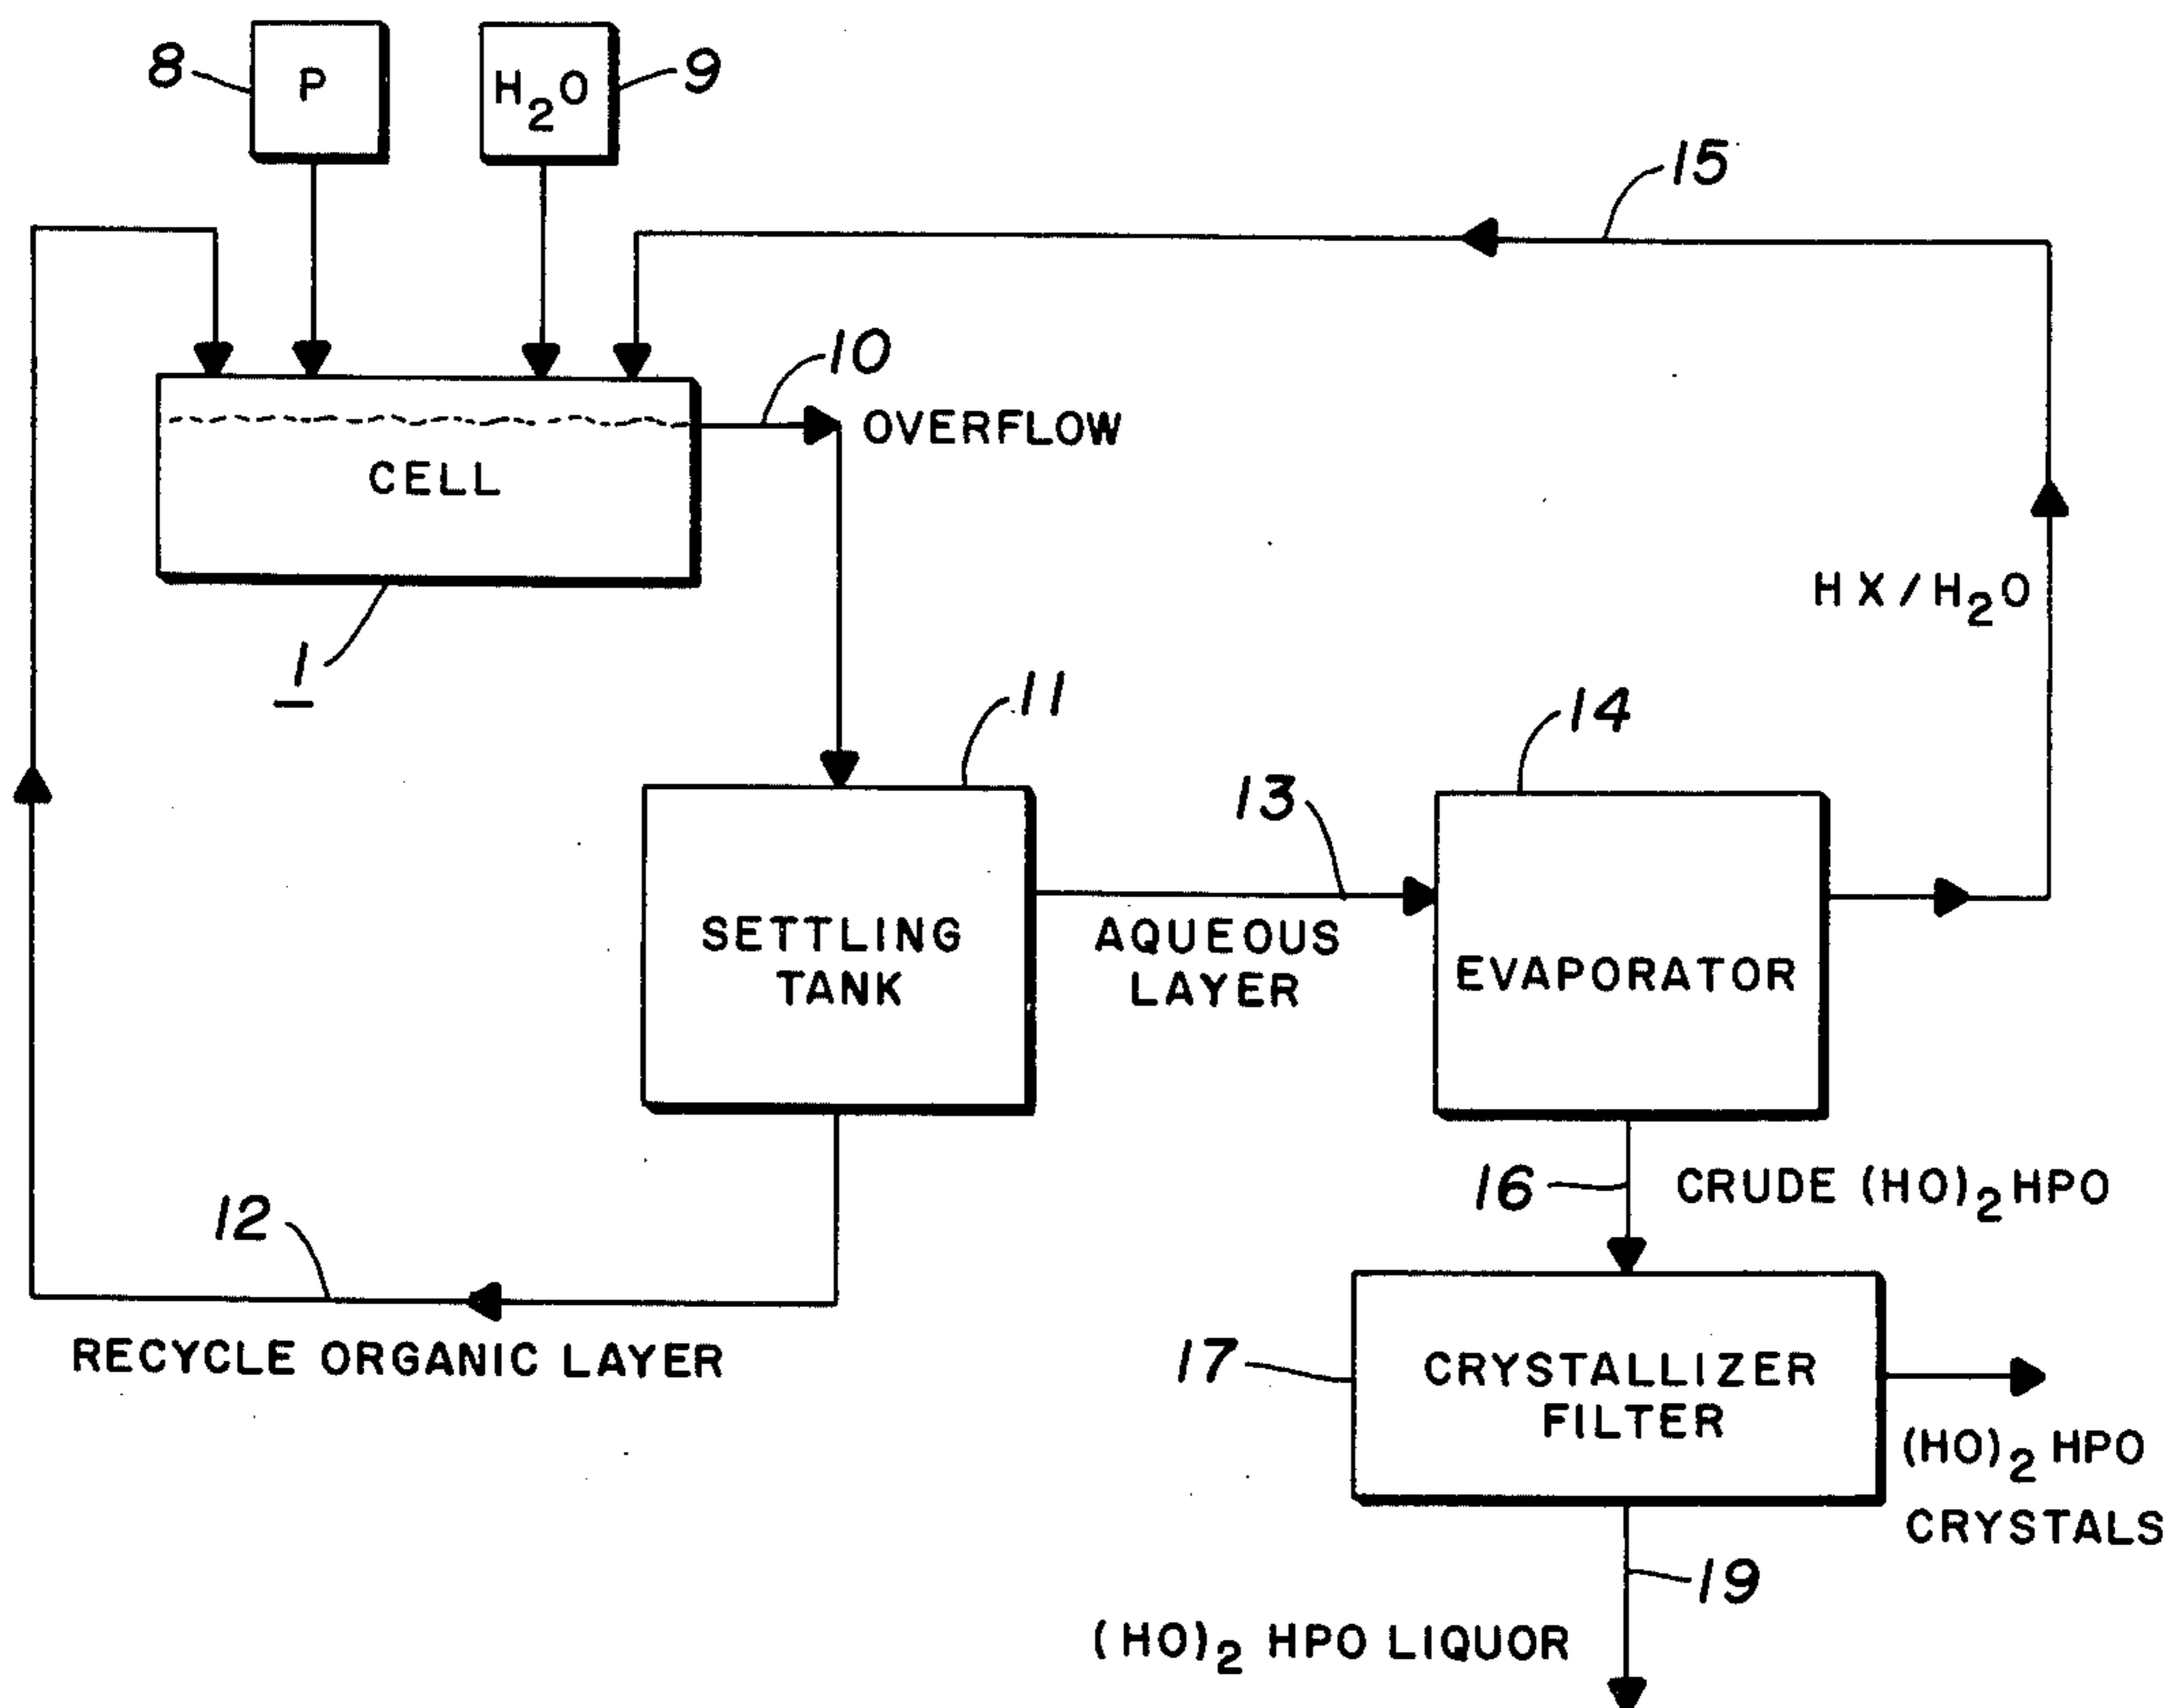 8
P
H₂O
9
15
10
OVERFLOW
CELL
HX/H₂O
1
11
14
13
SETTLING
TANK
AQUEOUS
LAYER
EVAPORATOR
16
CRUDE (HO)₂HPO
12
RECYCLE ORGANIC LAYER
17
CRYSTALLIZER
FILTER
(HO)₂ HPO
CRYSTALS
19
(HO)₂ HPO LIQUOR